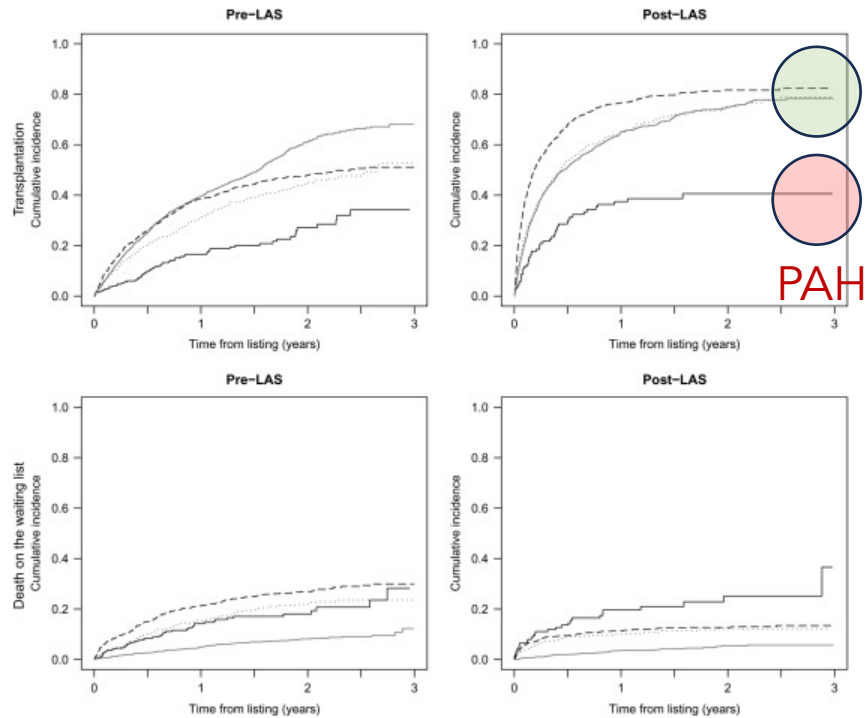 Pre-LAS
Transplantation
Cumulative incidence
1.0
0.8
0.6
0.4
0.2
0.0
0
1
2
3
Time from listing (years)
Post-LAS
Cumulative incidence
1.0
0.8
0.6
0.4
0.2
0.0
0
1
2
3
Time from listing (years)
PAH
Pre-LAS
Death on the waiting list
Cumulative incidence
1.0
0.8
0.6
0.4
0.2
0.0
0
1
2
3
Time from listing (years)
Post-LAS
Cumulative incidence
1.0
0.8
0.6
0.4
0.2
0.0
0
1
2
3
Time from listing (years)